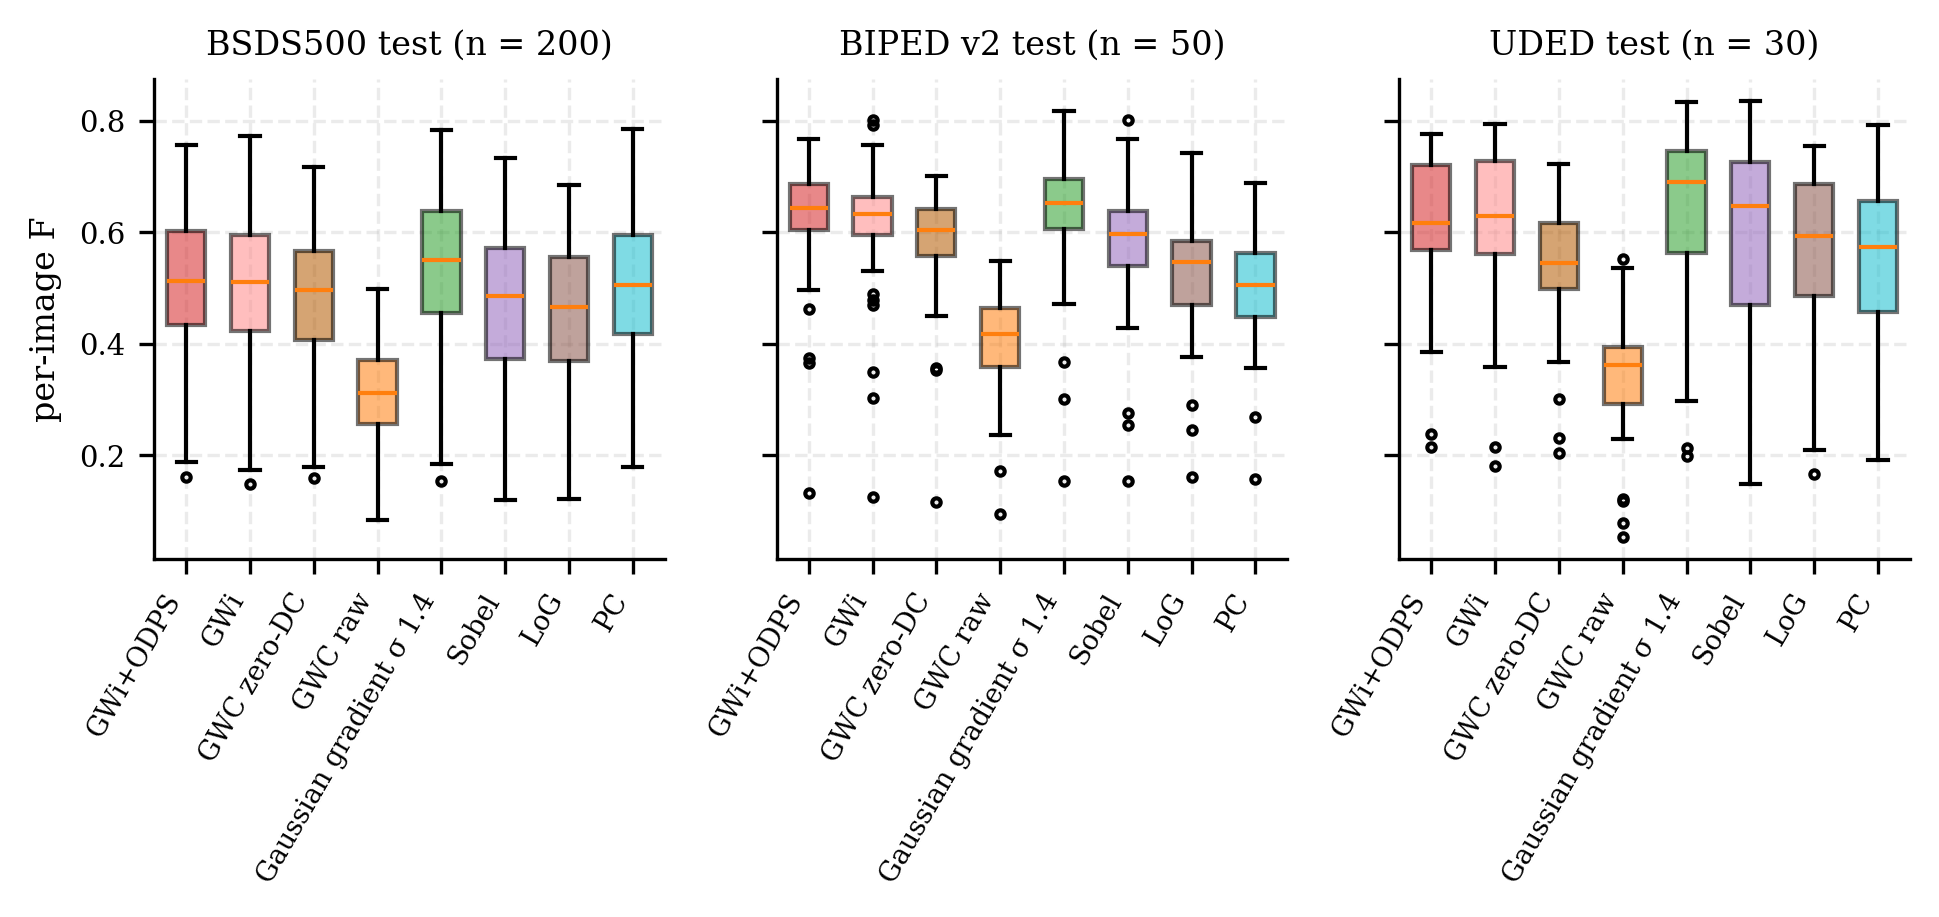 BSDS500 test (n = 200)
BIPED v2 test (n = 50)
UDED test (n = 30)
per-image F
0.8
0.6
0.4
0.2
GWi+ODPS
GWi
GWC zero-DC
GWC raw
Gaussian gradient σ 1.4
Sobel
LoG
PC
GWi+ODPS
GWi
GWC zero-DC
GWC raw
Gaussian gradient σ 1.4
Sobel
LoG
PC
GWi+ODPS
GWi
GWC zero-DC
GWC raw
Gaussian gradient σ 1.4
Sobel
LoG
PC